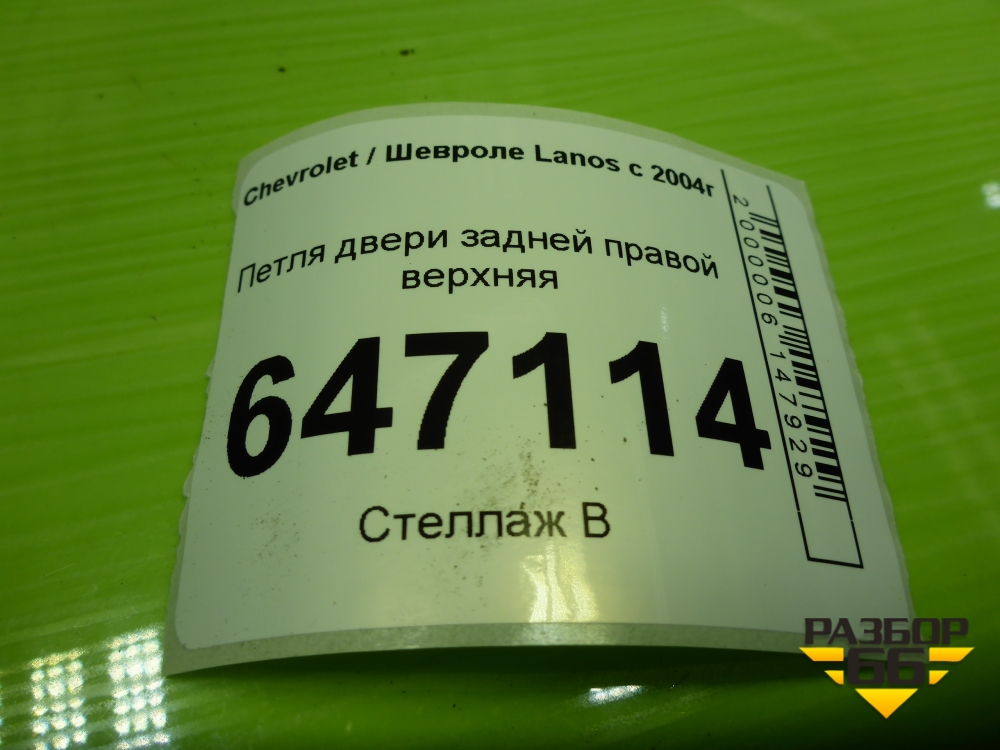 Chevrolet / Шевроле Lanos с 2004г
Петля двери задней правой
верхняя
647114
Стеллаж В
2000006147929
РАЗБОР
66